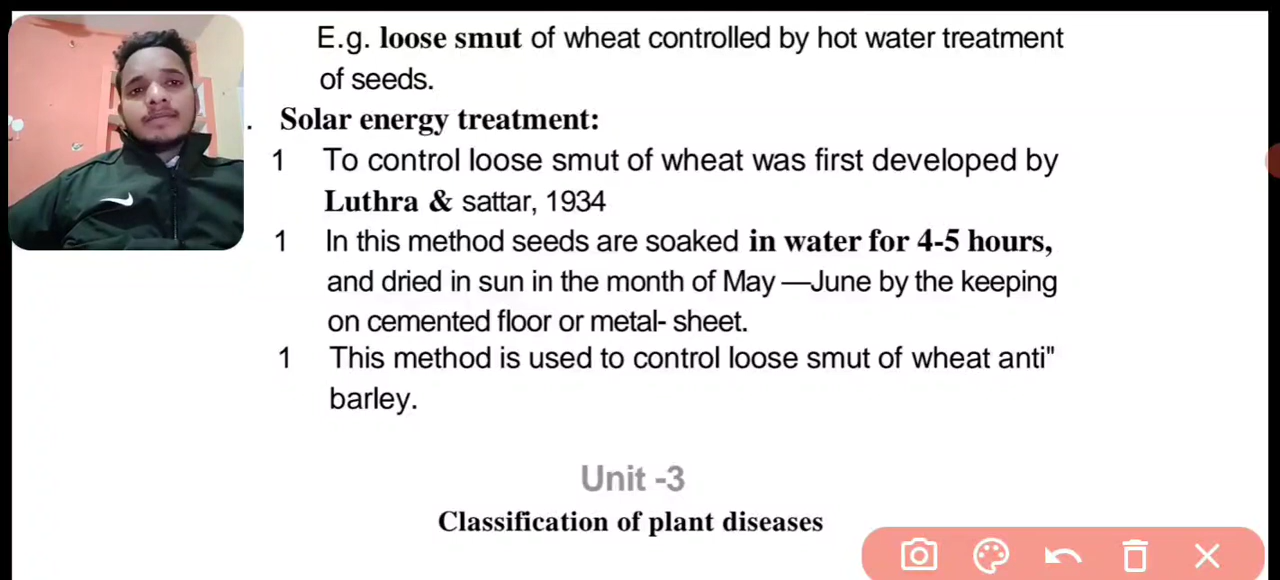 E.g. loose smut of wheat controlled by hot water treatment
of seeds.
. Solar energy treatment:
1 To control loose smut of wheat was first developed by
Luthra & sattar, 1934
1 In this method seeds are soaked in water for 4-5 hours,
and dried in sun in the month of May —June by the keeping
on cemented floor or metal- sheet.
1 This method is used to control loose smut of wheat anti"
barley.
Unit -3
Classification of plant diseases